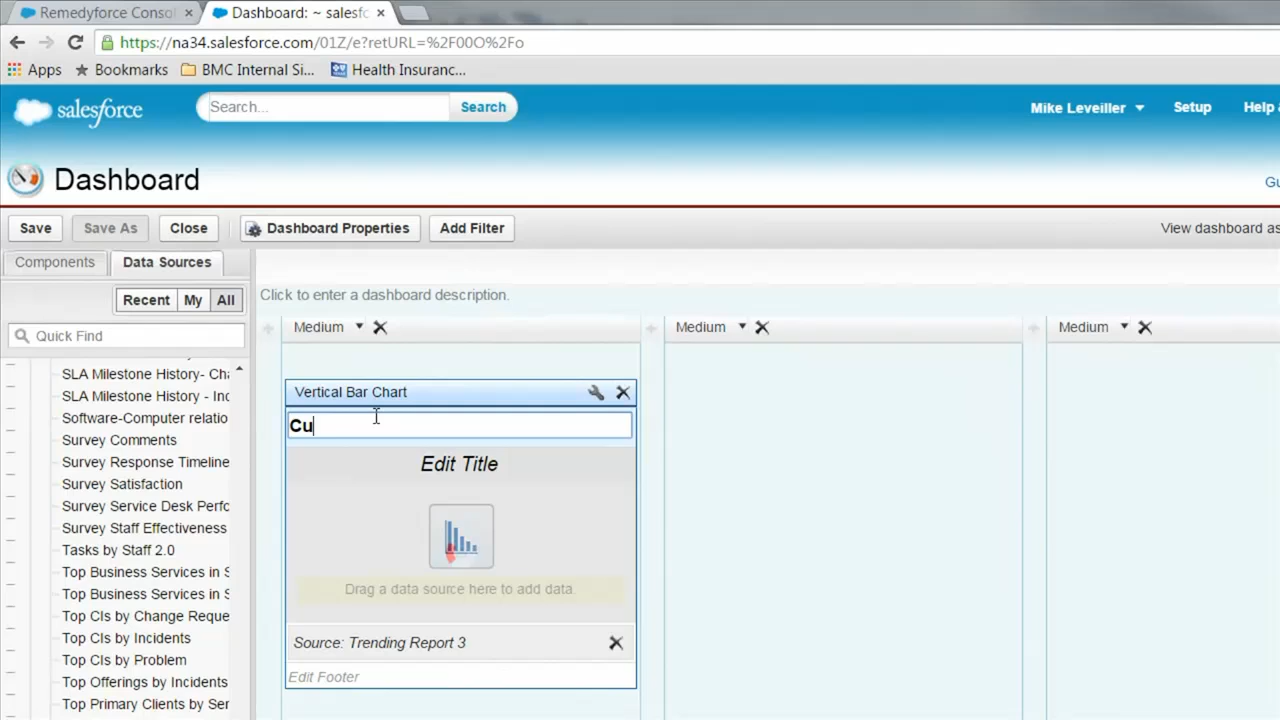 Remedyforce Conso
Dashboard: ~ salesfo
https://na34.salesforce.com/01Z/e?retURL=%2F00O%2Fo
Apps
Bookmarks
BMC Internal Si...
Health Insuranc...
salesforce
Search...
Search
Mike Leveiller
Setup
Help &
Dashboard
Gu
Save
Save As
Close
Dashboard Properties
Add Filter
View dashboard as
Components
Data Sources
Recent
My
All
Quick Find
Click to enter a dashboard description.
Medium
Medium
Medium
SLA Milestone History- Cha
SLA Milestone History - Inc
Software-Computer relatio
Survey Comments
Survey Response Timeline
Survey Satisfaction
Survey Service Desk Perfo
Survey Staff Effectiveness
Tasks by Staff 2.0
Top Business Services in S
Top Business Services in S
Top CIs by Change Reque
Top CIs by Incidents
Top CIs by Problem
Top Offerings by Incidents
Top Primary Clients by Ser
Vertical Bar Chart
Cu
Edit Title
Drag a data source here to add data.
Source: Trending Report 3
Edit Footer